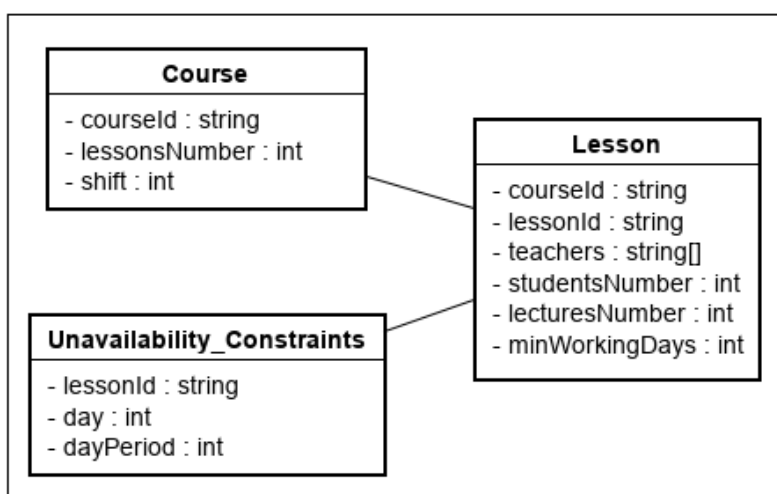 Course
- courseId : string
- lessonsNumber : int
- shift : int
Lesson
- courseId : string
- lessonId : string
- teachers : string[]
- studentsNumber : int
- lecturesNumber : int
- minWorkingDays : int
Unavailability_Constraints
- lessonId : string
- day : int
- dayPeriod : int